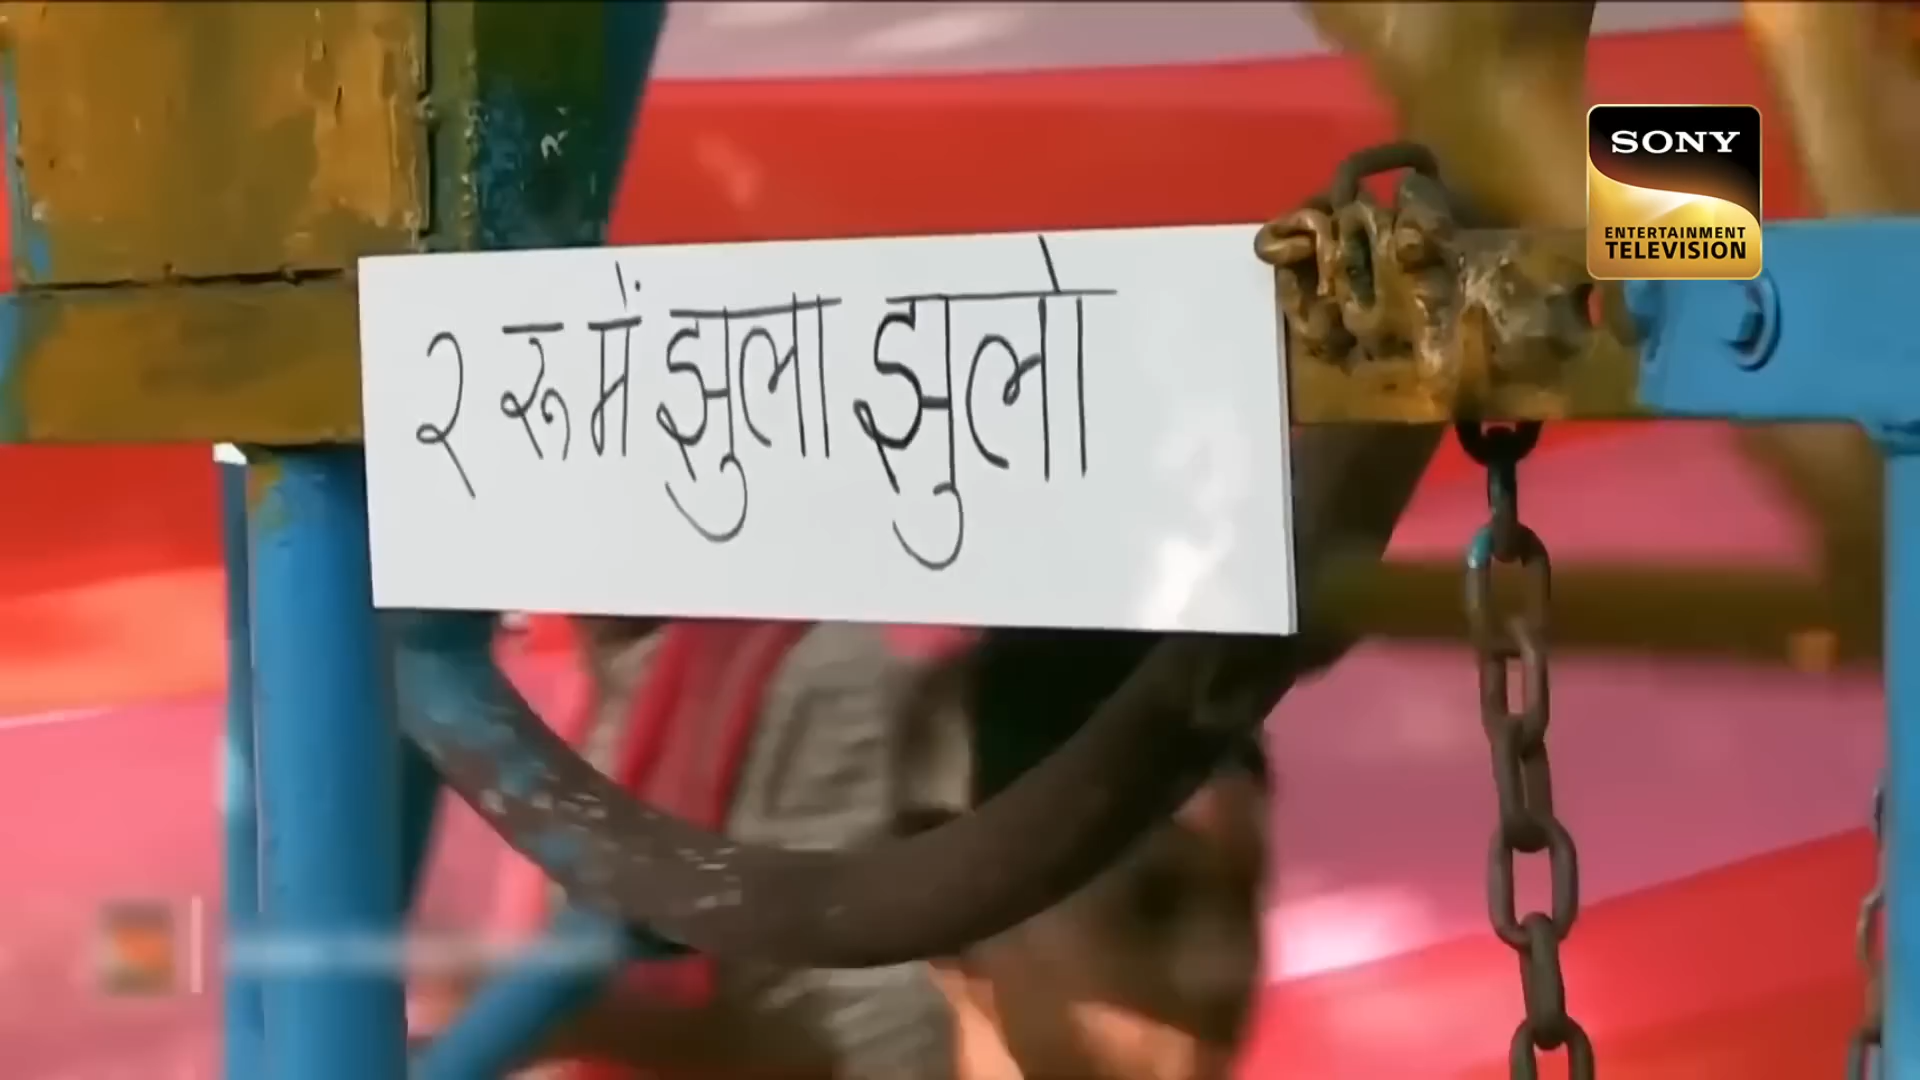 २ रू में झुला झुलो
SONY
ENTERTAINMENT
TELEVISION